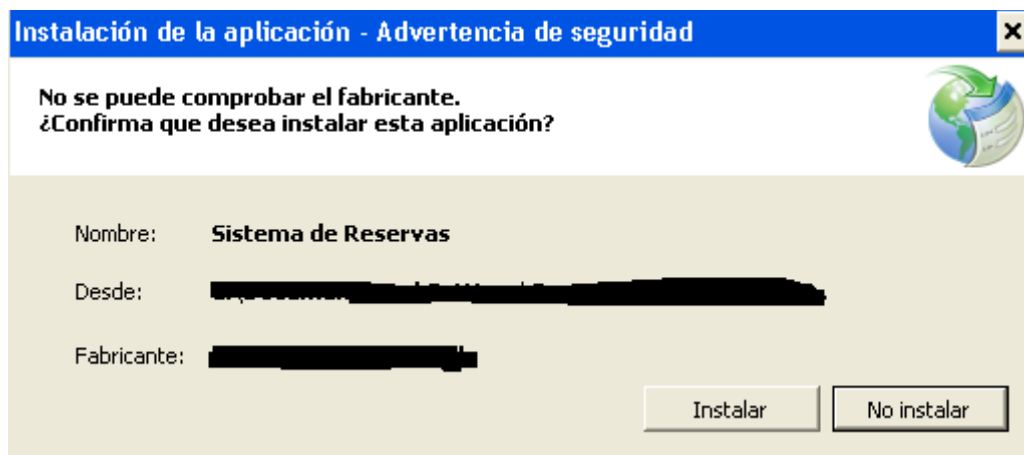 Instalación de la aplicación - Advertencia de seguridad
No se puede comprobar el fabricante.
¿Confirma que desea instalar esta aplicación?
Nombre: Sistema de Reservas
Desde:
Fabricante:
Instalar No instalar